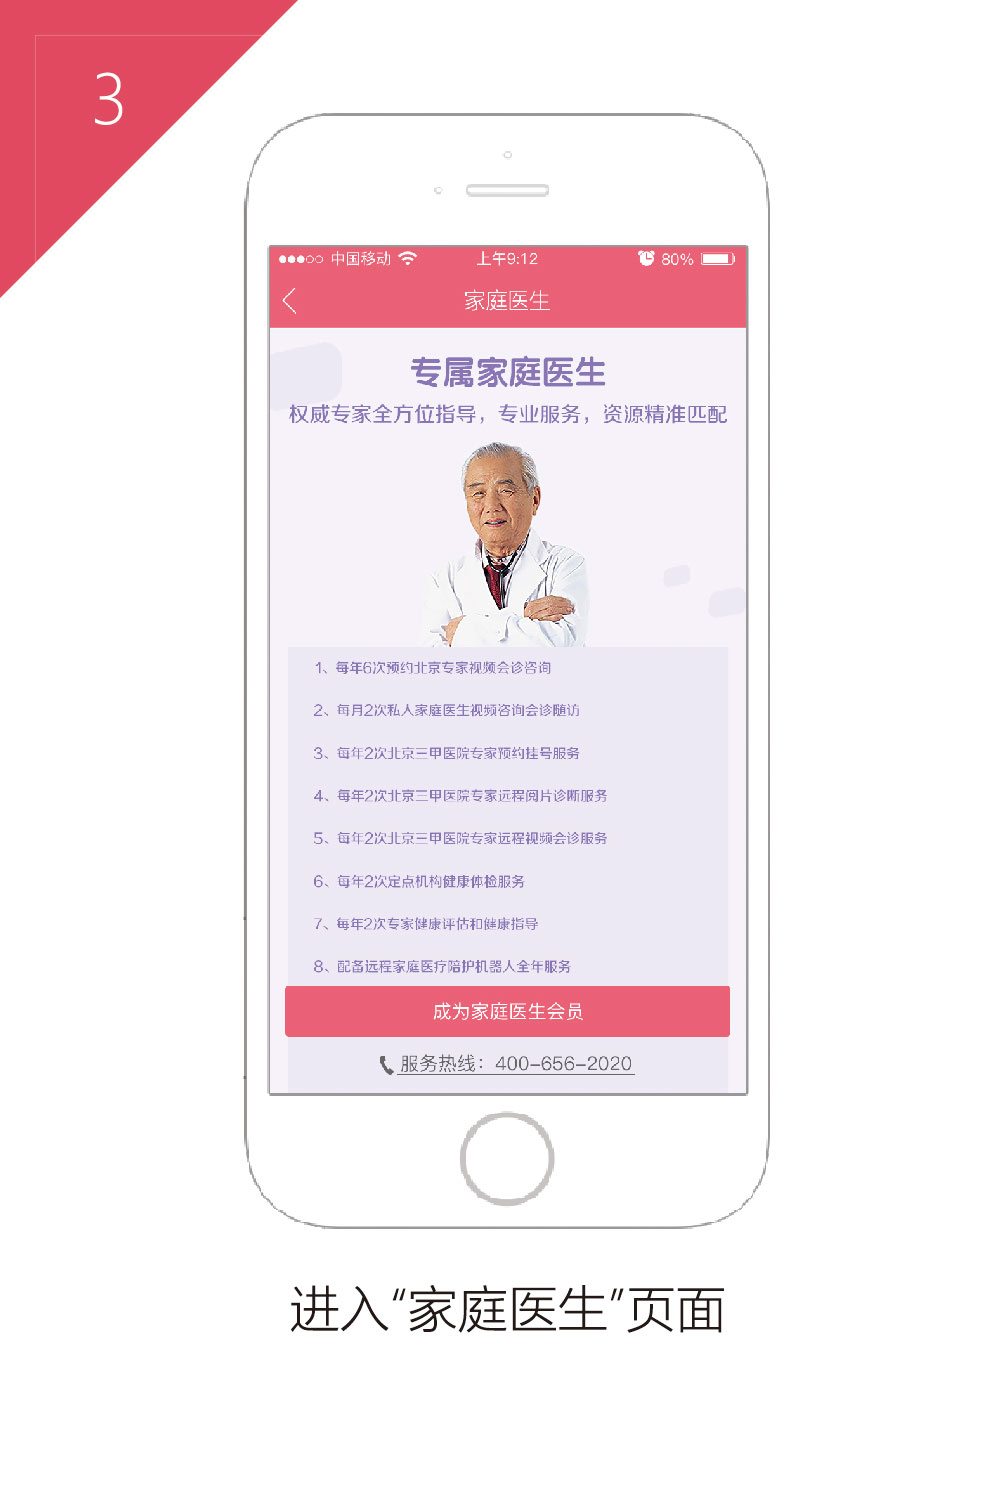 3
中国移动
上午9:12
80%
家庭医生
专属家庭医生
权威专家全方位指导，专业服务，资源精准匹配
1、每年6次预约北京专家视频会诊咨询
2、每月2次私人家庭医生视频咨询会诊随访
3、每年2次北京三甲医院专家预约挂号服务
4、每年2次北京三甲医院专家远程阅片诊断服务
5、每年2次北京三甲医院专家远程视频会诊服务
6、每年2次定点机构健康体检服务
7、每年2次专家健康评估和健康指导
8、配备远程家庭医疗陪护机器人全年服务
成为家庭医生会员
服务热线：400-656-2020
进入“家庭医生”页面